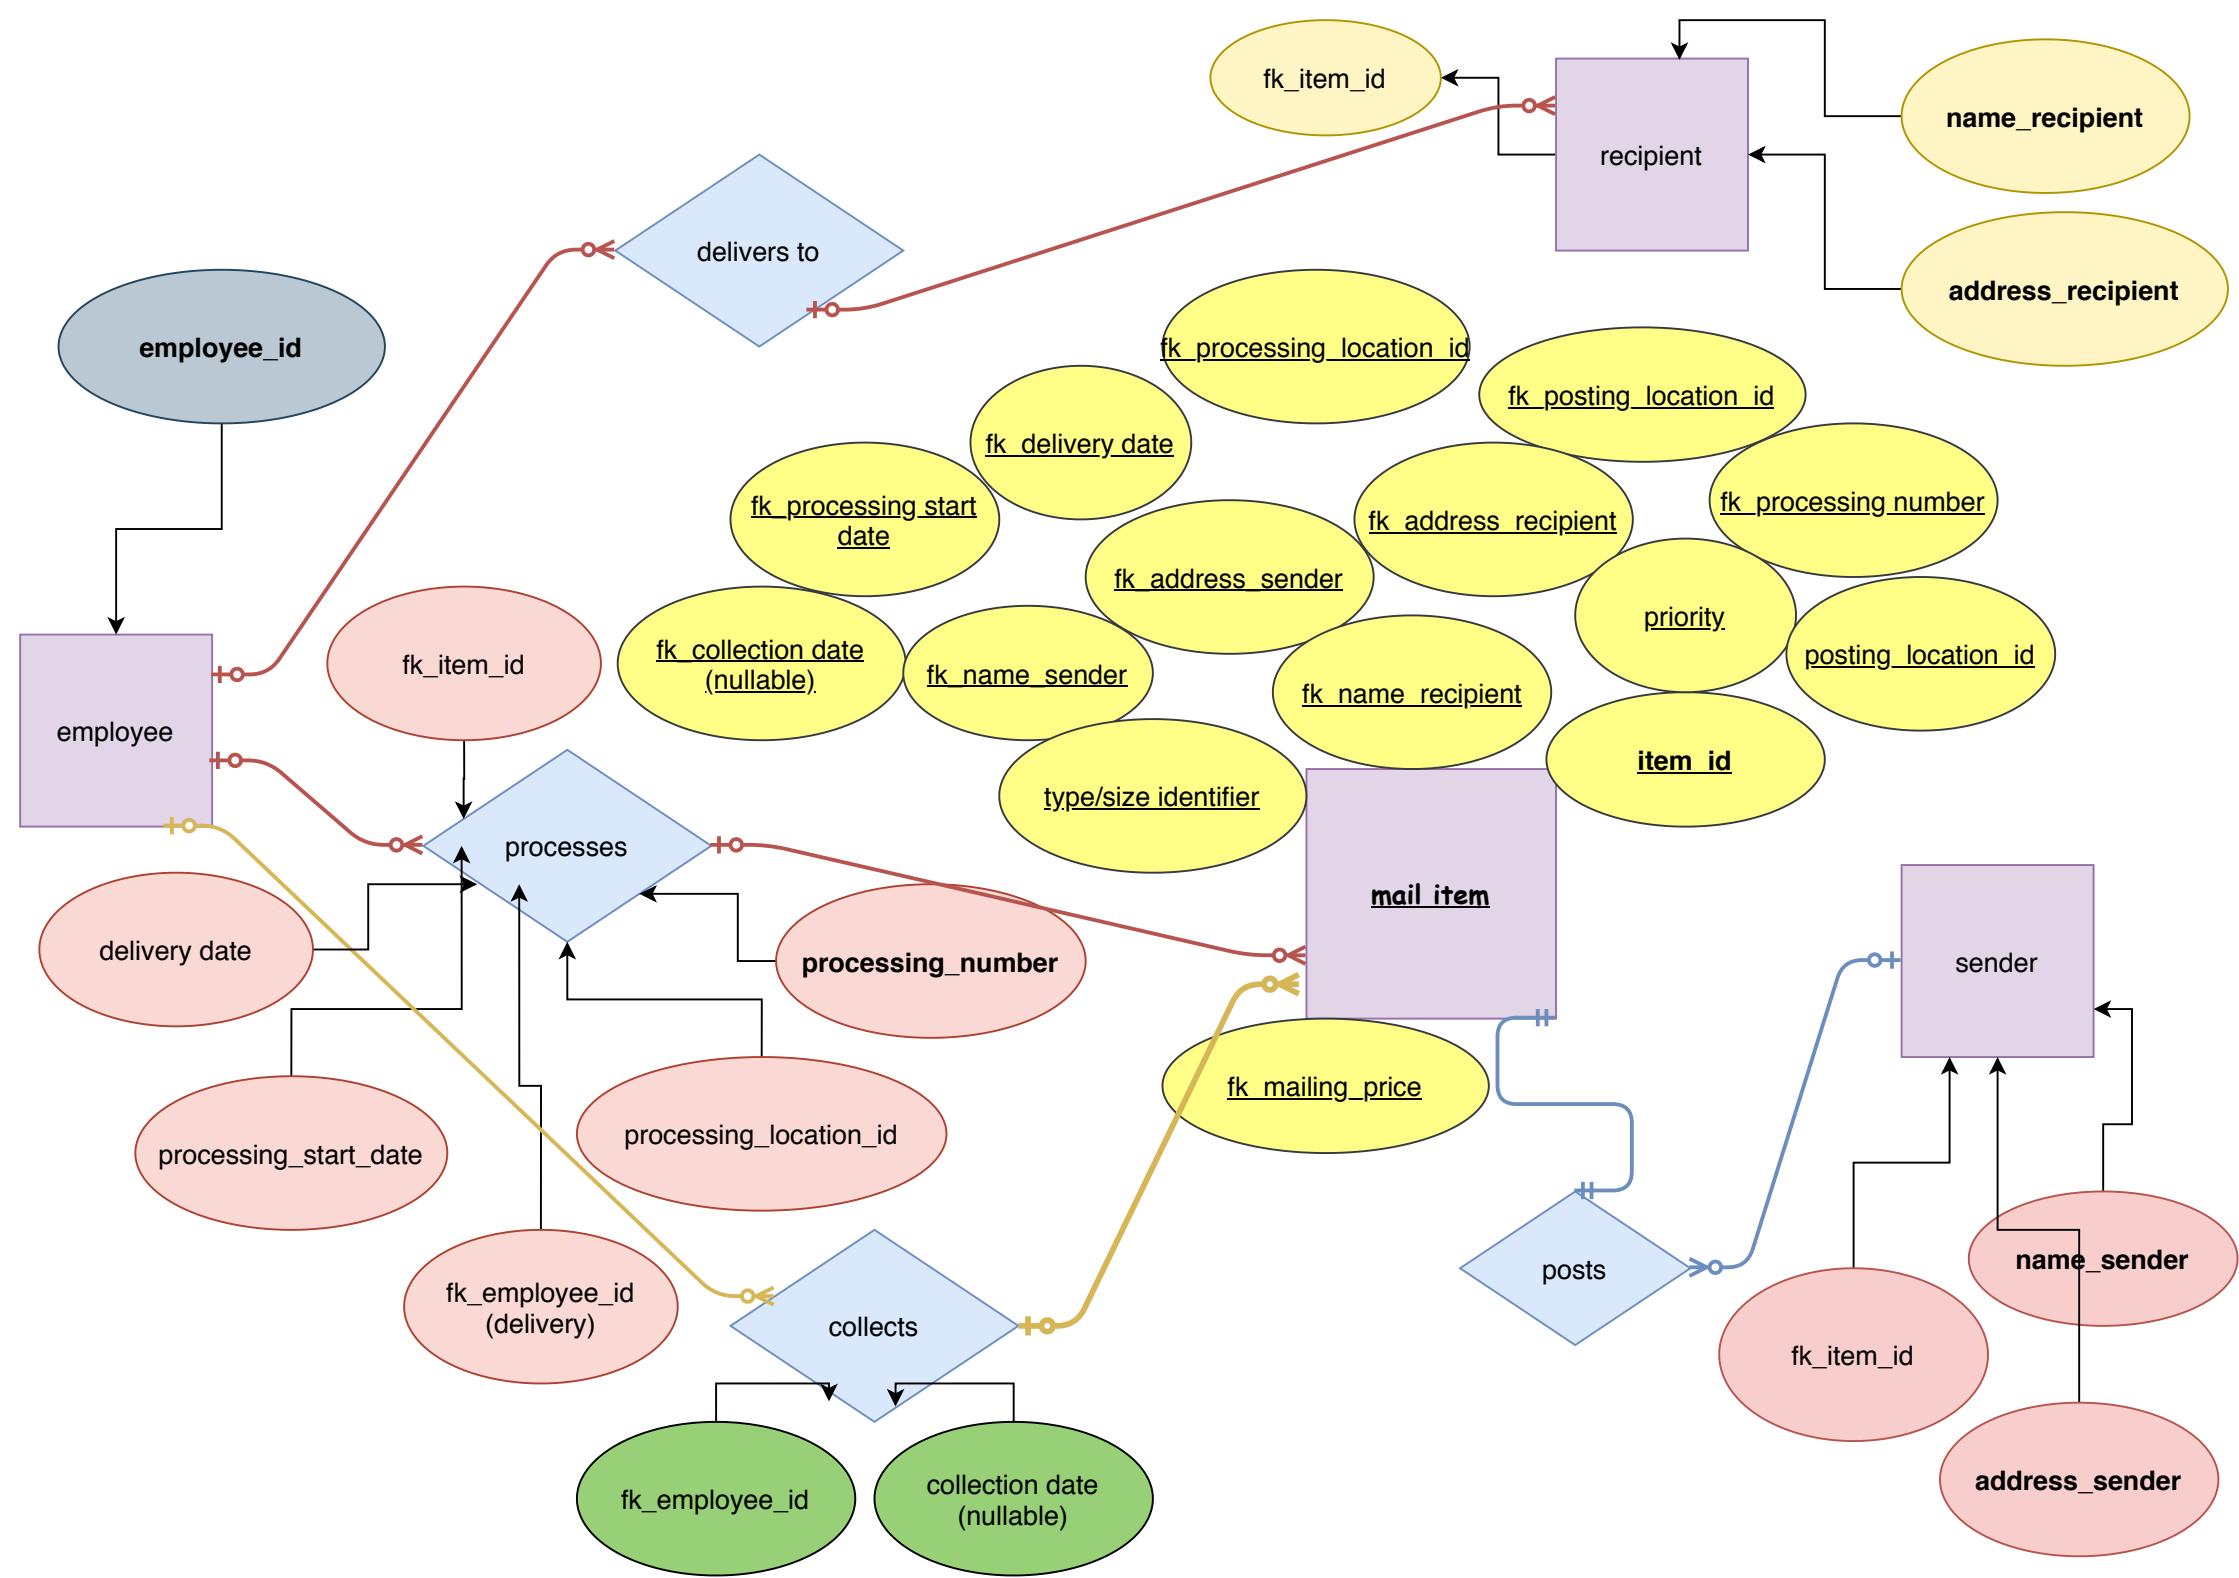 fk_item_id
name_recipient
recipient
delivers to
address_recipient
employee_id
fk_processing_location_id
fk_posting_location_id
fk_delivery date
fk_processing number
fk_processing start
date
fk_address_recipient
fk_address_sender
priority
fk_item_id
fk_collection date
(nullable)
posting_location_id
fk_name_sender
fk_name_recipient
employee
item_id
type/size identifier
processes
mail item
delivery date
processing_number
sender
fk_mailing_price
processing_location_id
processing_start_date
name_sender
posts
fk_employee_id
(delivery)
collects
fk_item_id
address_sender
fk_employee_id
collection date
(nullable)